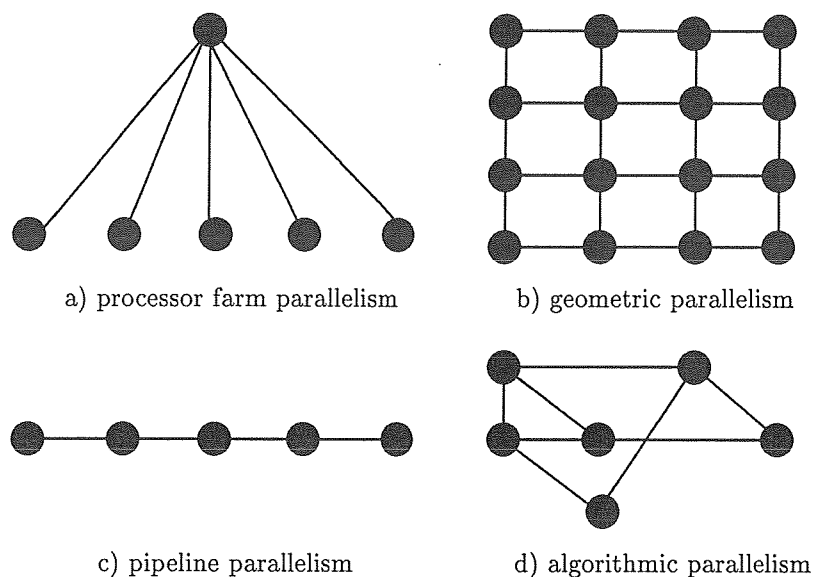 a) processor farm parallelism
b) geometric parallelism
c) pipeline parallelism
d) algorithmic parallelism